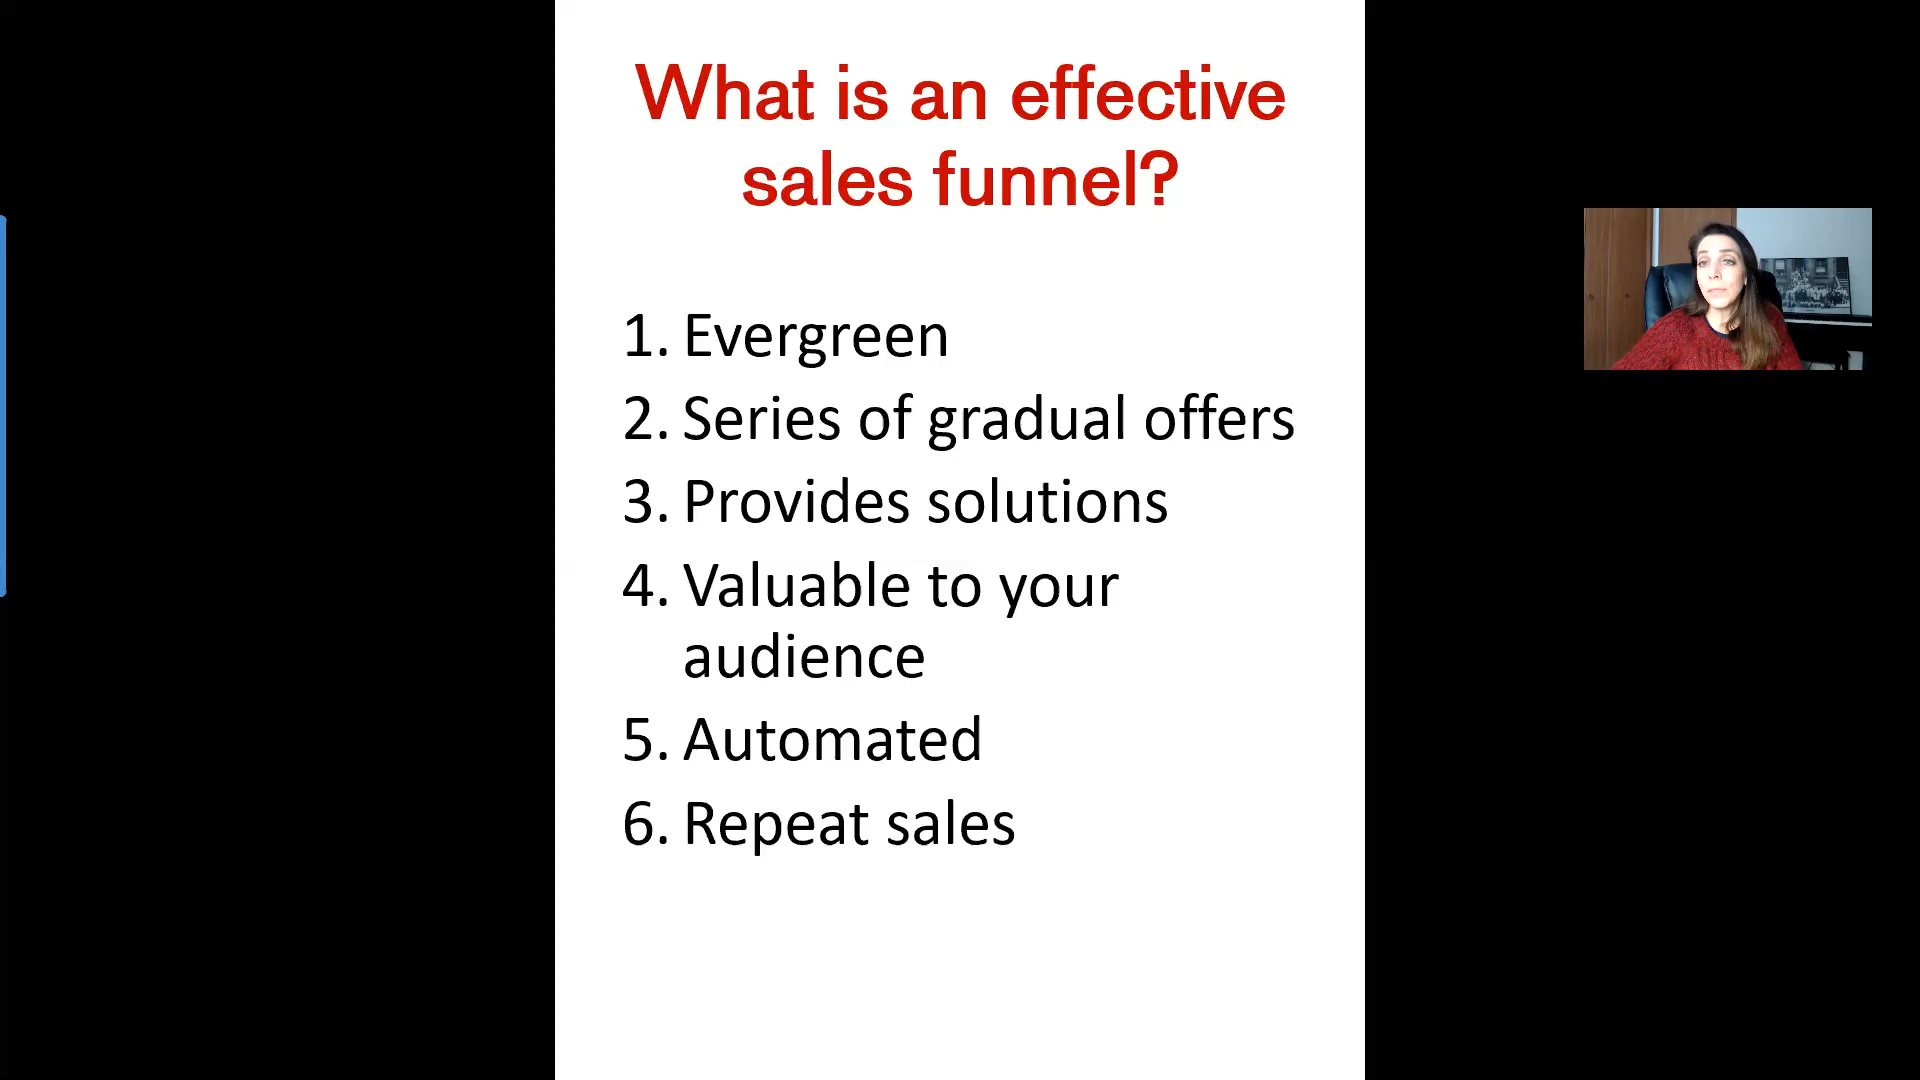 What is an effective
sales funnel?
1. Evergreen
2. Series of gradual offers
3. Provides solutions
4. Valuable to your
audience
5. Automated
6. Repeat sales